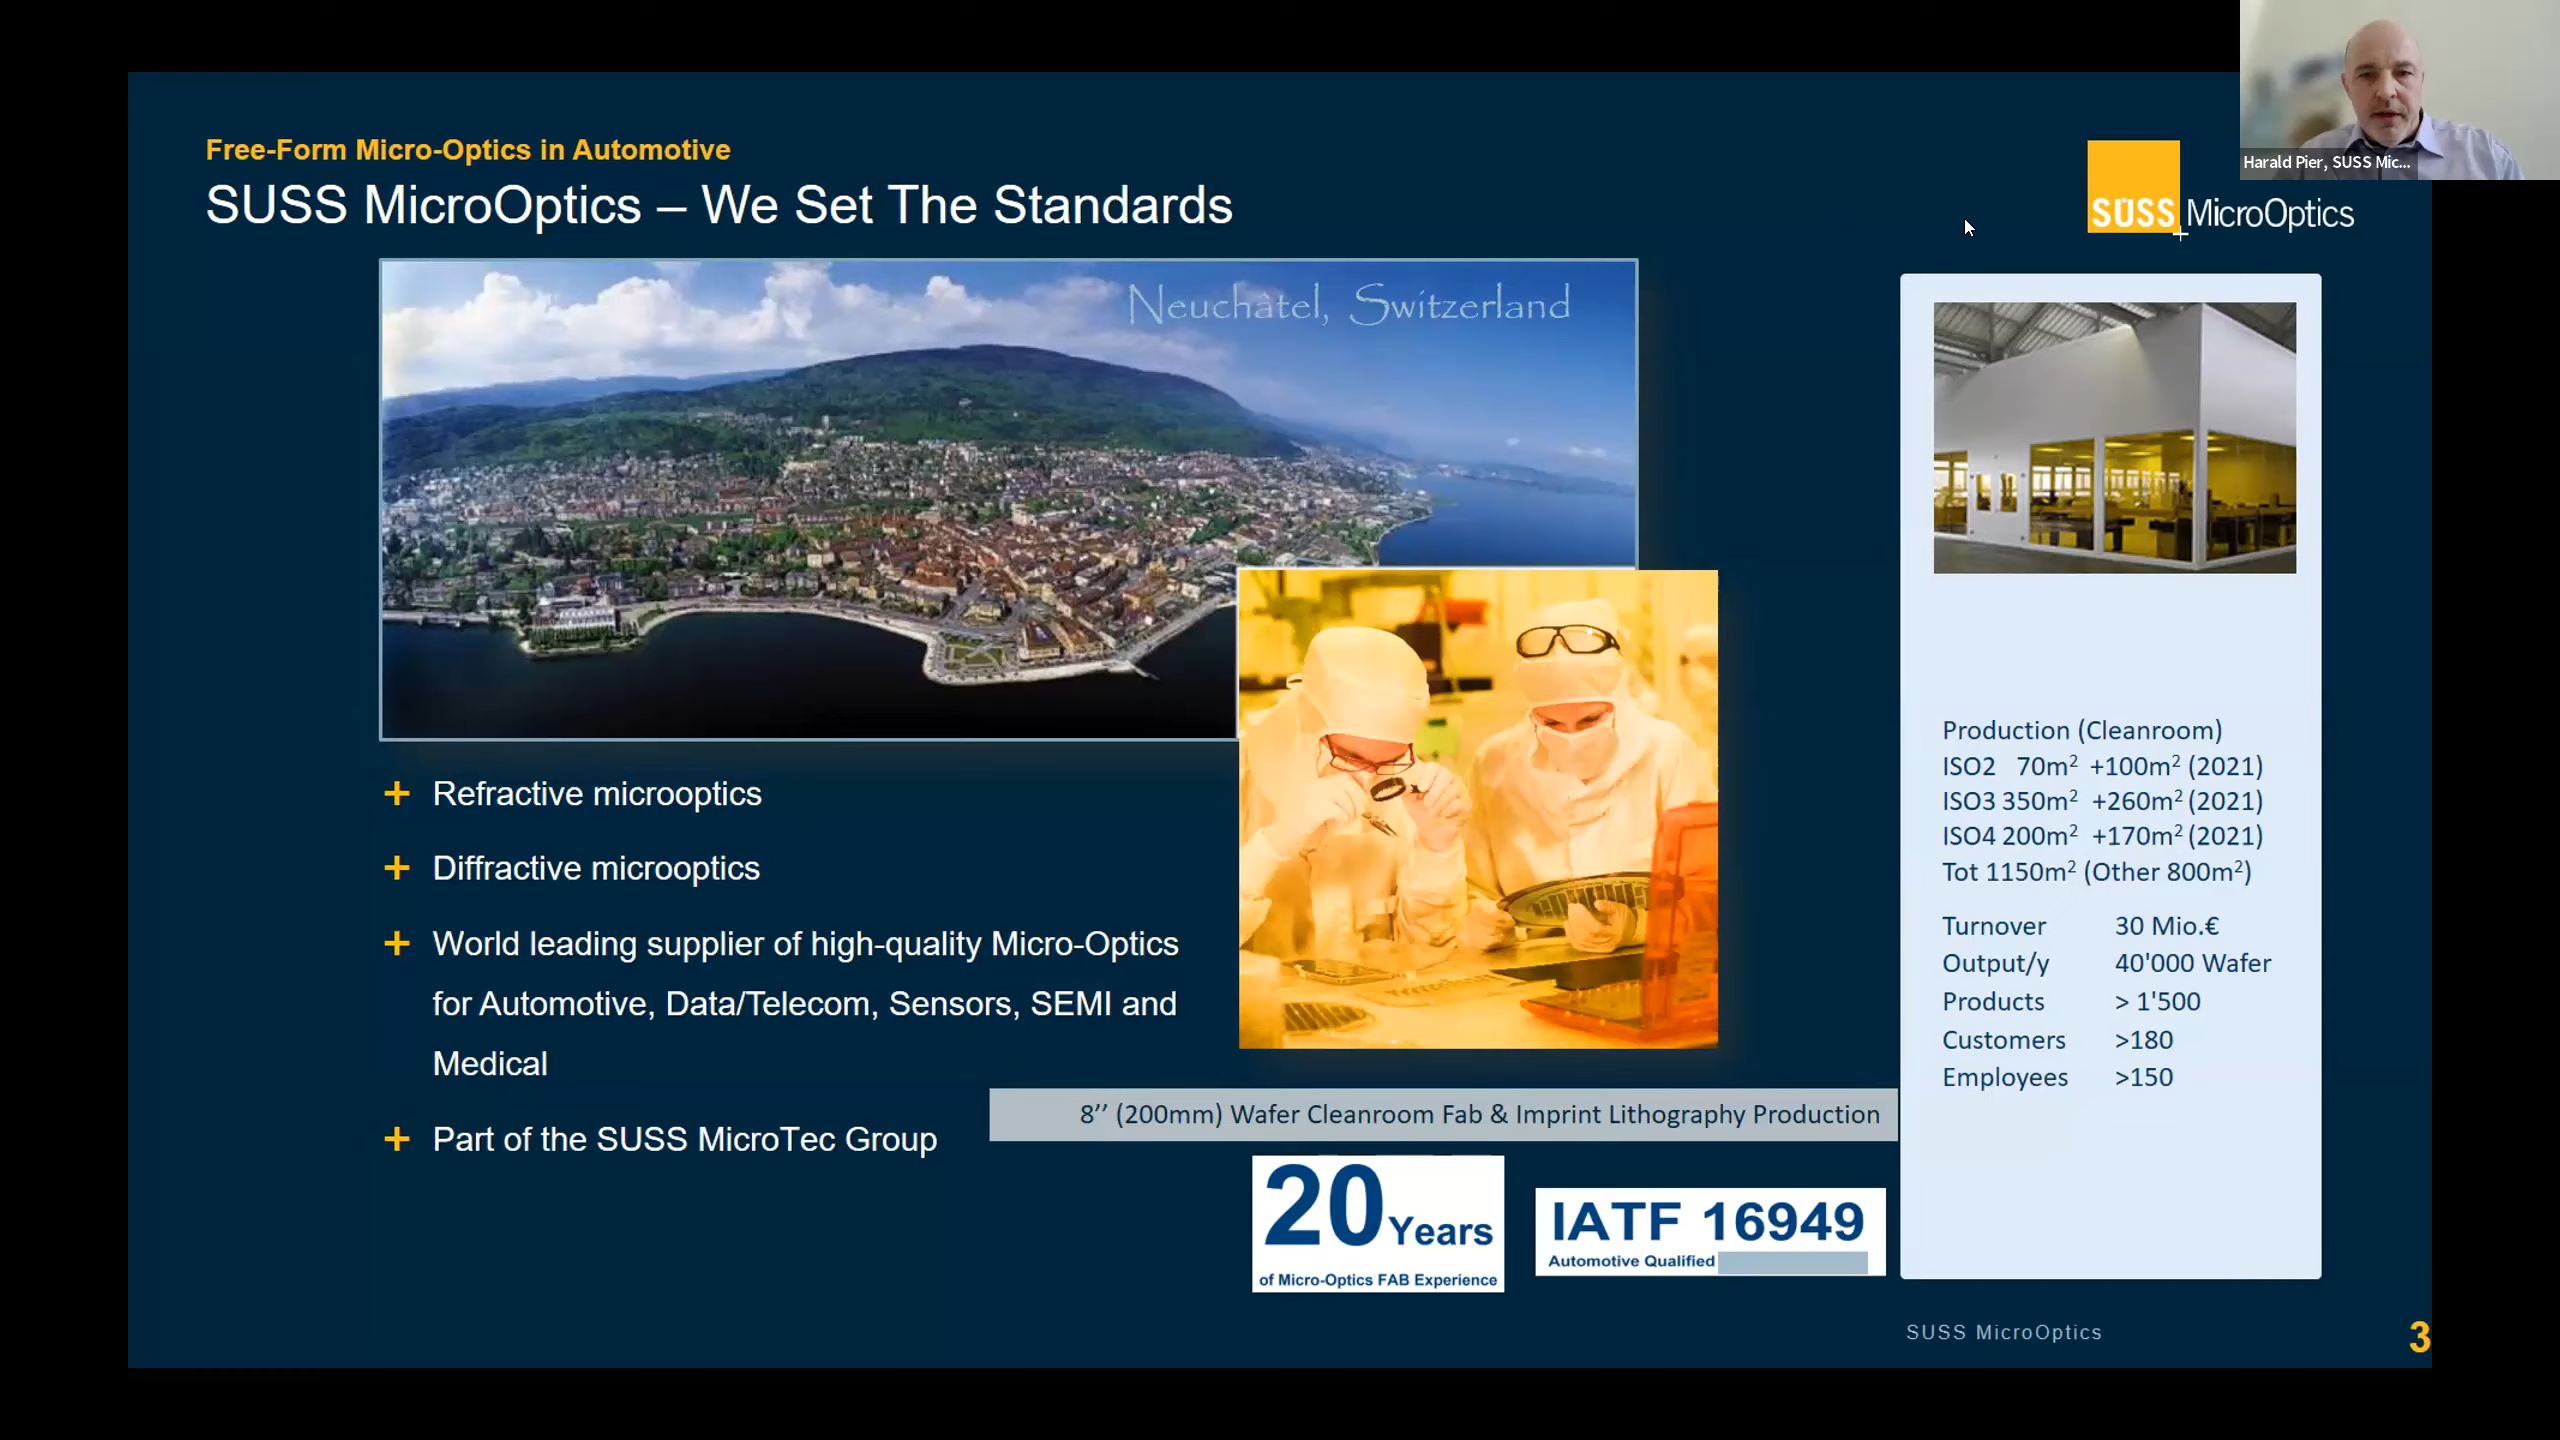 Harald Pier, SUSS Mic...
Free-Form Micro-Optics in Automotive
SUSS MicroOptics – We Set The Standards
SUSS MicroOptics
Neuchâtel, Switzerland
+ Refractive microoptics
+ Diffractive microoptics
+ World leading supplier of high-quality Micro-Optics
for Automotive, Data/Telecom, Sensors, SEMI and
Medical
+ Part of the SUSS MicroTec Group
8’’ (200mm) Wafer Cleanroom Fab & Imprint Lithography Production
20 Years
of Micro-Optics FAB Experience
IATF 16949
Automotive Qualified
Production (Cleanroom)
ISO2 70m² +100m² (2021)
ISO3 350m² +260m² (2021)
ISO4 200m² +170m² (2021)
Tot 1150m² (Other 800m²)
Turnover 30 Mio.€
Output/y 40'000 Wafer
Products > 1'500
Customers >180
Employees >150
SUSS MicroOptics
3